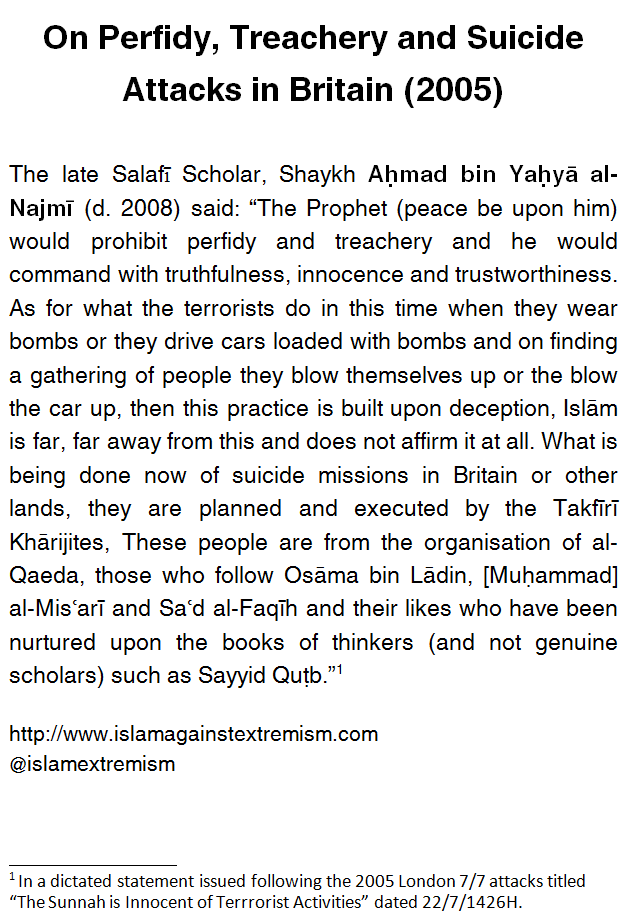 On Perfidy, Treachery and Suicide
Attacks in Britain (2005)
The late Salafī Scholar, Shaykh Aḥmad bin Yaḥyā al-
Najmī (d. 2008) said: “The Prophet (peace be upon him)
would prohibit perfidy and treachery and he would
command with truthfulness, innocence and trustworthiness.
As for what the terrorists do in this time when they wear
bombs or they drive cars loaded with bombs and on finding
a gathering of people they blow themselves up or the blow
the car up, then this practice is built upon deception, Islām
is far, far away from this and does not affirm it at all. What is
being done now of suicide missions in Britain or other
lands, they are planned and executed by the Takfīrī
Khārijites, These people are from the organisation of al-
Qaeda, those who follow Osāma bin Lādin, [Muḥammad]
al-Misʿarī and Saʿd al-Faqīh and their likes who have been
nurtured upon the books of thinkers (and not genuine
scholars) such as Sayyid Quṭb.”1
http://www.islamagainstextremism.com
@islamextremism
1 In a dictated statement issued following the 2005 London 7/7 attacks titled
“The Sunnah is Innocent of Terrrorist Activities” dated 22/7/1426H.